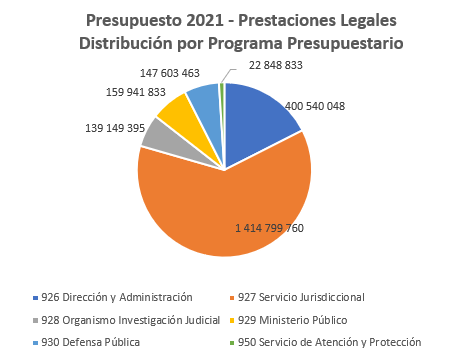 Presupuesto 2021 - Prestaciones Legales
Distribución por Programa Presupuestario
147 603 463
22 848 833
159 941 833
400 540 048
139 149 395
1 414 799 760
926 Dirección y Administración
927 Servicio Jurisdiccional
928 Organismo Investigación Judicial
929 Ministerio Público
930 Defensa Pública
950 Servicio de Atención y Protección